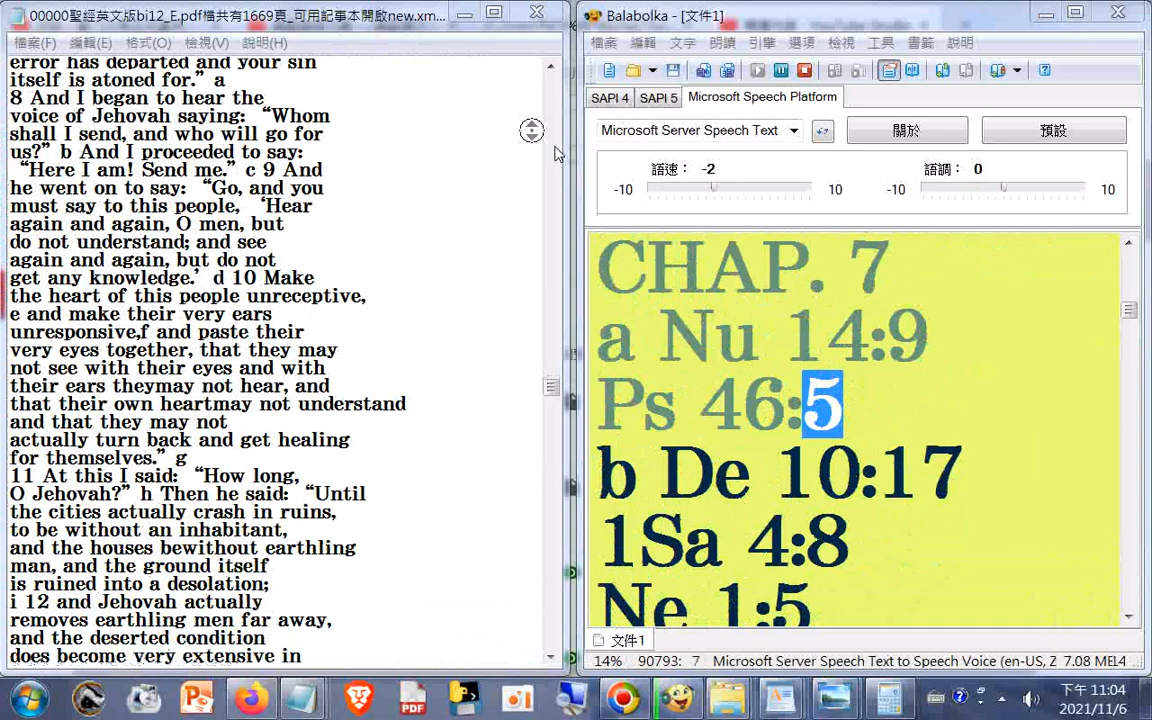 00000聖經英文版bi12_E.pdf檔共有1669頁_可用記事本開啟new.xm...
檔案(F) 編輯(E) 格式(O) 檢視(V) 說明(H)
error has departed and your sin
itself is atoned for.” a
8 And I began to hear the
voice of Jehovah saying: “Whom
shall I send, and who will go for
us?” b And I proceeded to say:
“Here I am! Send me.” c 9 And
he went on to say: “Go, and you
must say to this people, ‘Hear
again and again, O men, but
do not understand; and see
again and again, but do not
get any knowledge.’ d 10 Make
the heart of this people unreceptive,
e and make their very ears
unresponsive,f and paste their
very eyes together, that they may
not see with their eyes and with
their ears theymay not hear, and
that their own heartmay not understand
and that they may not
actually turn back and get healing
for themselves.” g
11 At this I said: “How long,
O Jehovah?” h Then he said: “Until
the cities actually crash in ruins,
to be without an inhabitant,
and the houses bewithout earthling
man, and the ground itself
is ruined into a desolation;
i 12 and Jehovah actually
removes earthling men far away,
and the deserted condition
does become very extensive in
Balabolka - [文件1]
檔案 編輯 文字 朗讀 引擎 選項 檢視 工具 書籤 說明
SAPI 4 SAPI 5 Microsoft Speech Platform
Microsoft Server Speech Text 關於 預設
語速: -2 語調: 0
-10 10 -10 10
CHAP. 7
a Nu 14:9
Ps 46:5
b De 10:17
1Sa 4:8
Ne 1:5
文件1
14% 90793: 7 Microsoft Server Speech Text to Speech Voice (en-US, Z 7.08 ME14
下午 11:04
2021/11/6